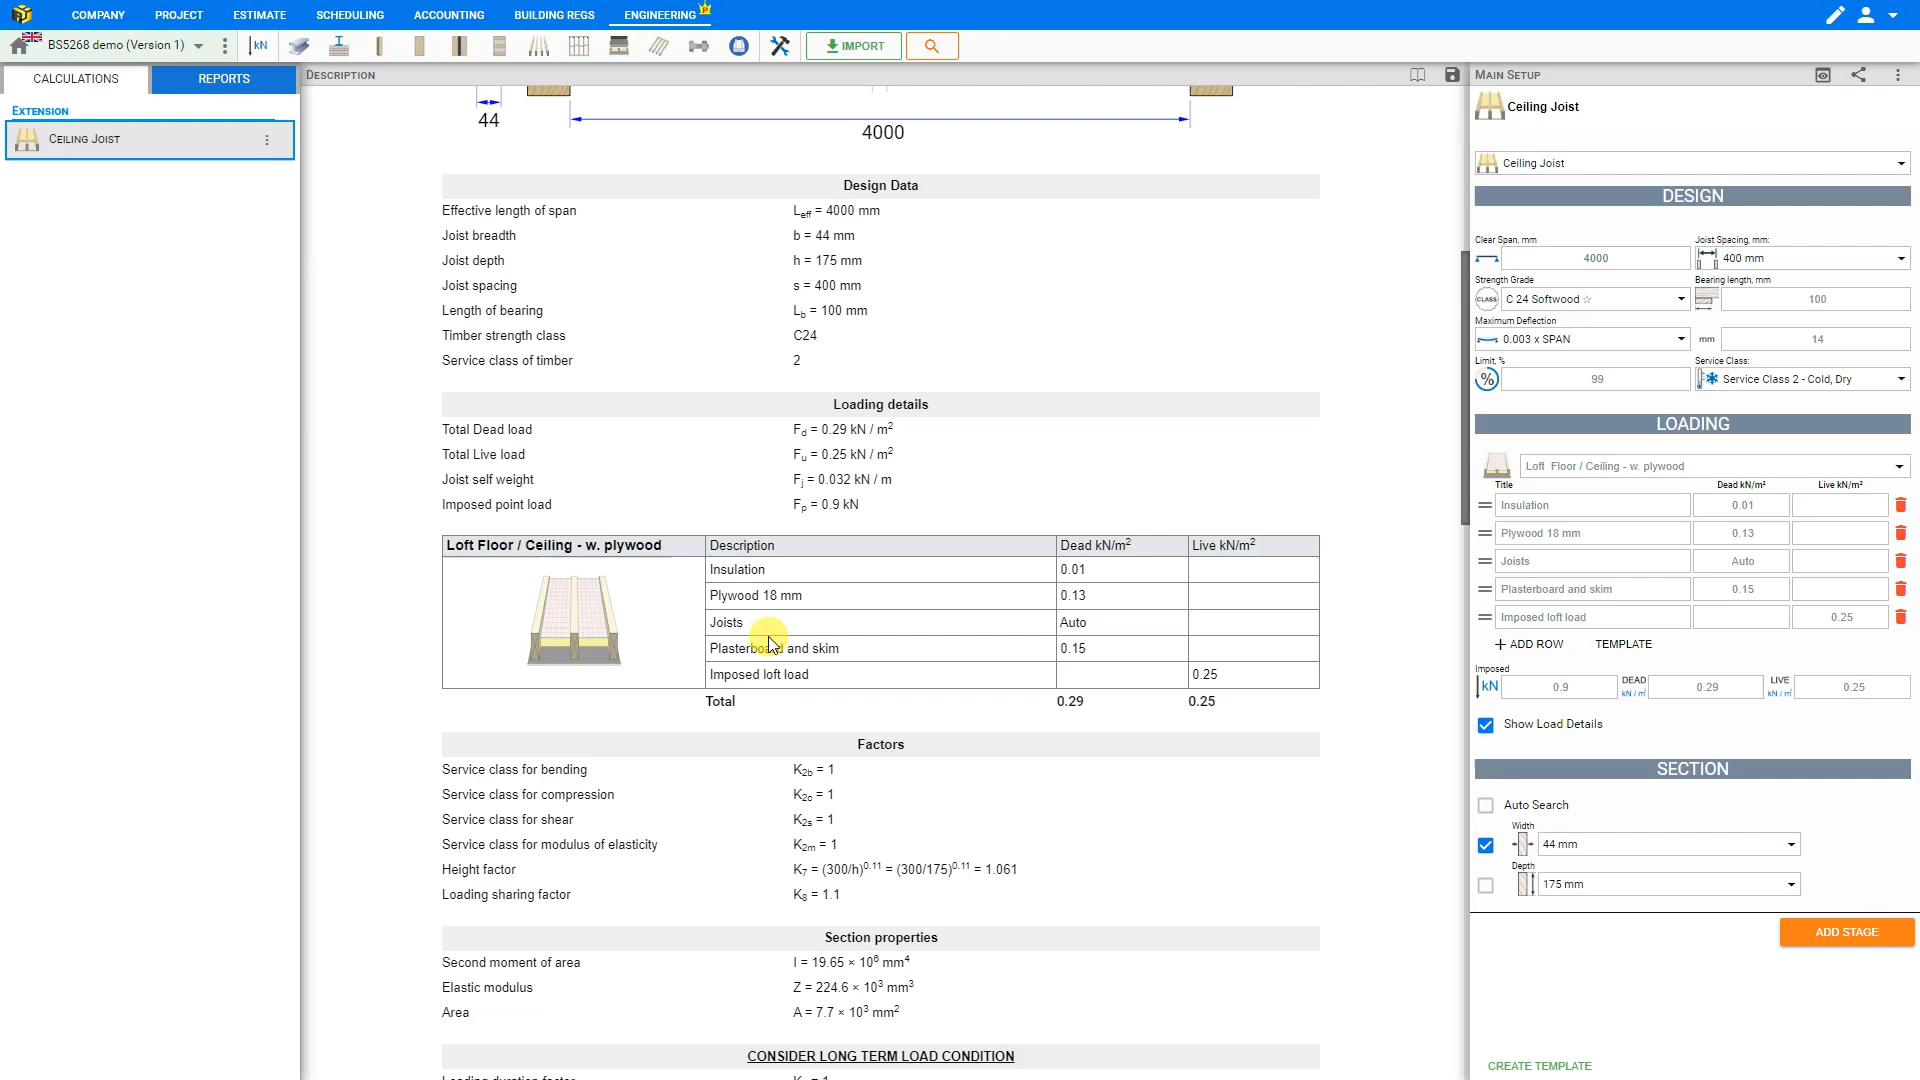 COMPANY PROJECT ESTIMATE SCHEDULING ACCOUNTING BUILDING REGS ENGINEERING
BS5268 demo (Version 1) kN IMPORT
CALCULATIONS REPORTS
EXTENSION
CEILING JOIST
DESCRIPTION
44
4000
Design Data
Effective length of span Leff = 4000 mm
Joist breadth b = 44 mm
Joist depth h = 175 mm
Joist spacing s = 400 mm
Length of bearing Lb = 100 mm
Timber strength class C24
Service class of timber 2
Loading details
Total Dead load Fd = 0.29 kN / m²
Total Live load Fu = 0.25 kN / m²
Joist self weight Fj = 0.032 kN / m
Imposed point load Fp = 0.9 kN
Loft Floor / Ceiling - w. plywood Description Dead kN/m² Live kN/m²
Insulation 0.01
Plywood 18 mm 0.13
Joists Auto
Plasterboard and skim 0.15
Imposed loft load 0.25
Total 0.29 0.25
Factors
Service class for bending K2b = 1
Service class for compression K2c = 1
Service class for shear K2s = 1
Service class for modulus of elasticity K2m = 1
Height factor K7 = (300/h)^0.11 = (300/175)^0.11 = 1.061
Loading sharing factor K8 = 1.1
Section properties
Second moment of area I = 19.65 × 10⁶ mm⁴
Elastic modulus Z = 224.6 × 10³ mm³
Area A = 7.7 × 10³ mm²
CONSIDER LONG TERM LOAD CONDITION
MAIN SETUP
Ceiling Joist
Ceiling Joist
DESIGN
Clear Span, mm Joist Spacing, mm:
4000 400 mm
Strength Grade Bearing length, mm
CLASS C 24 Softwood ☆ 100
Maximum Deflection
0.003 x SPAN mm 14
Limit, % Service Class:
% 99 Service Class 2 - Cold, Dry
LOADING
Loft Floor / Ceiling - w. plywood
Title Dead kN/m² Live kN/m²
Insulation 0.01
Plywood 18 mm 0.13
Joists Auto
Plasterboard and skim 0.15
Imposed loft load 0.25
+ ADD ROW TEMPLATE
Imposed
kN 0.9 DEAD kN / m² 0.29 LIVE kN / m² 0.25
Show Load Details
SECTION
Auto Search
Width
44 mm
Depth
175 mm
ADD STAGE
CREATE TEMPLATE